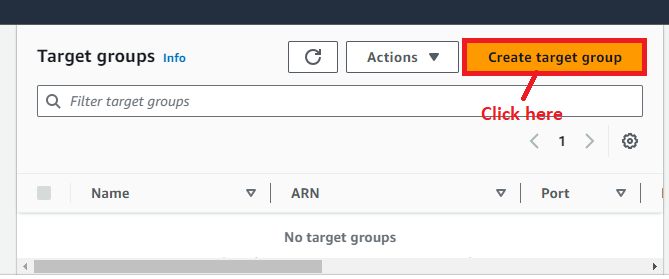 Target groups Info Actions Create target group
Filter target groups
Click here
1
Name ARN Port
No target groups